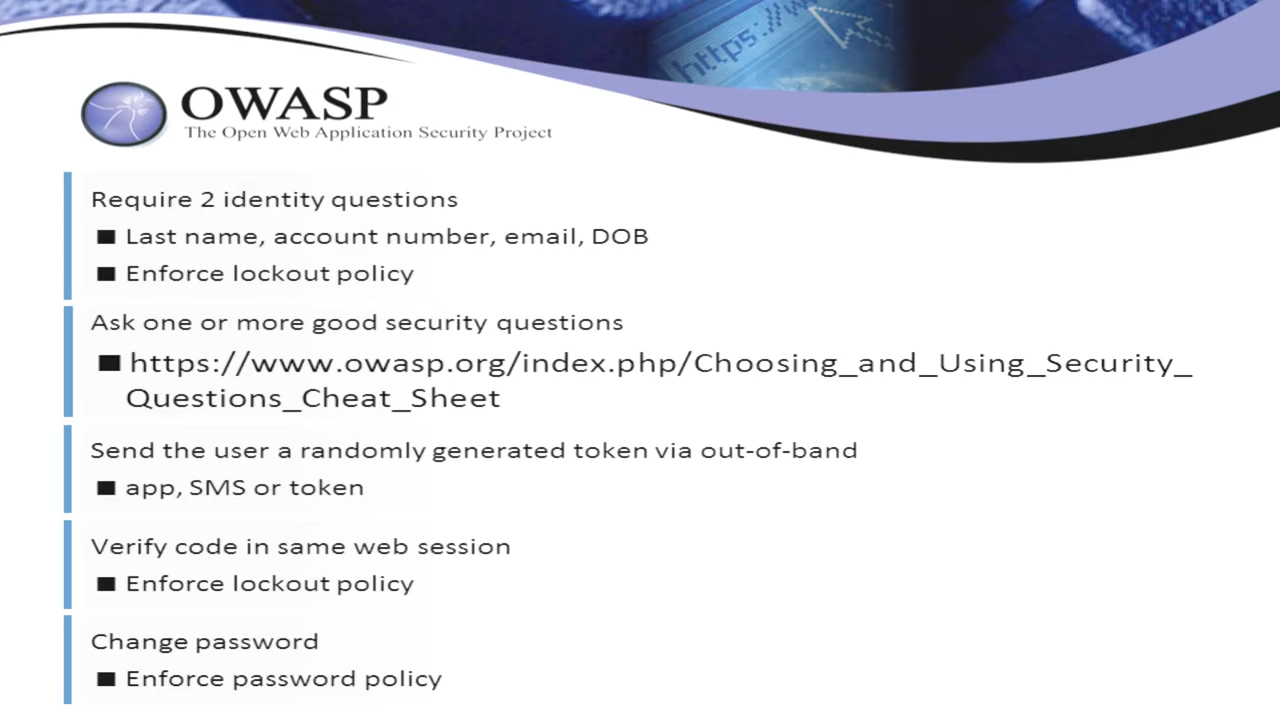 https://w
OWASP
The Open Web Application Security Project
Require 2 identity questions
■ Last name, account number, email, DOB
■ Enforce lockout policy
Ask one or more good security questions
■ https://www.owasp.org/index.php/Choosing_and_Using_Security_
Questions_Cheat_Sheet
Send the user a randomly generated token via out-of-band
■ app, SMS or token
Verify code in same web session
■ Enforce lockout policy
Change password
■ Enforce password policy